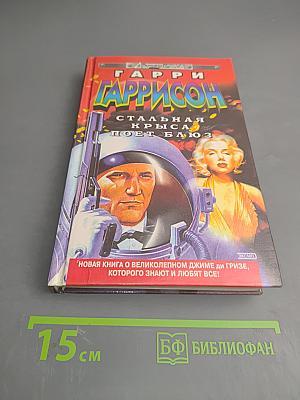 ГАРРИ
ГАРРИСОН
СТАЛЬНАЯ
КРЫСА
ПОЕТ БЛЮЗ
НОВАЯ КНИГА О ВЕЛИКОЛЕПНОМ ДЖИМЕ ди ГРИЗЕ,
КОТОРОГО ЗНАЮТ И ЛЮБЯТ ВСЕ!
15 см
БФ БИБЛИОФАН